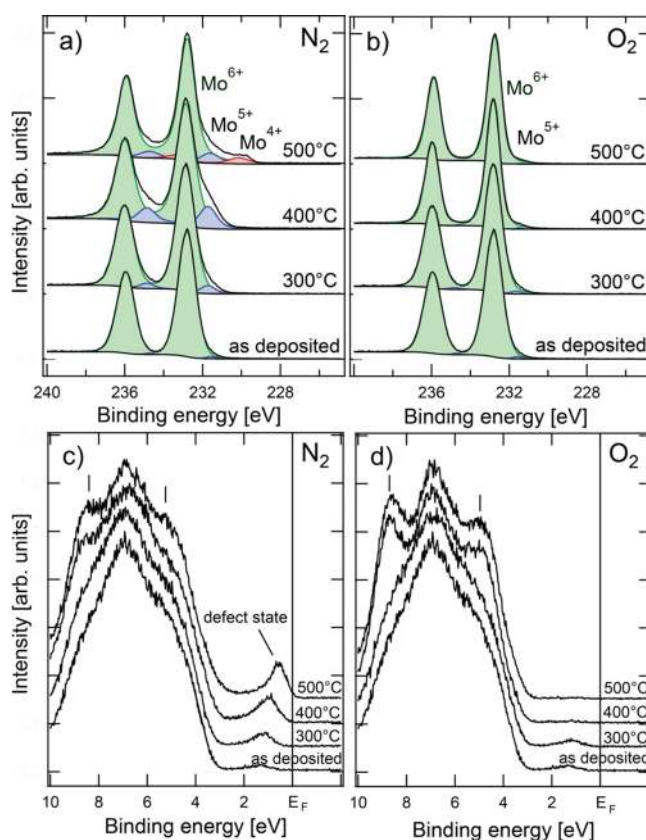 a)
N₂
Mo⁶⁺
Mo⁵⁺
Mo⁴⁺
500°C
400°C
300°C
as deposited
240 236 232 228
Binding energy [eV]
Intensity [arb. units]
b)
O₂
Mo⁶⁺
Mo⁵⁺
500°C
400°C
300°C
as deposited
236 232 228
Binding energy [eV]
c)
N₂
defect state
500°C
400°C
300°C
as deposited
10 8 6 4 2 E_F
Binding energy [eV]
Intensity [arb. units]
d)
O₂
500°C
400°C
300°C
as deposited
10 8 6 4 2 E_F
Binding energy [eV]